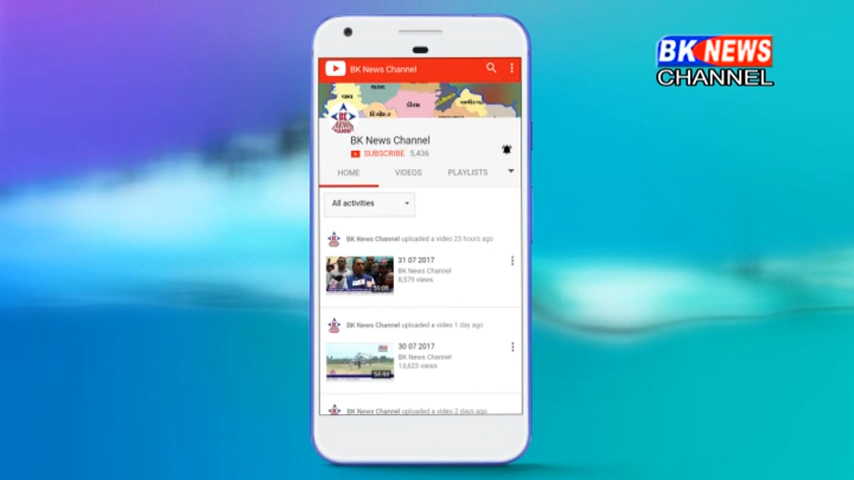 BK NEWS
CHANNEL
BK News Channel
BK News Channel
SUBSCRIBE 5,436
HOME VIDEOS PLAYLISTS
All activities
BK News Channel uploaded a video 23 hours ago
31 07 2017
BK News Channel
8,579 views
BK News Channel uploaded a video 1 day ago
30 07 2017
BK News Channel
13,623 views
54:44
BK News Channel uploaded a video 2 days ago